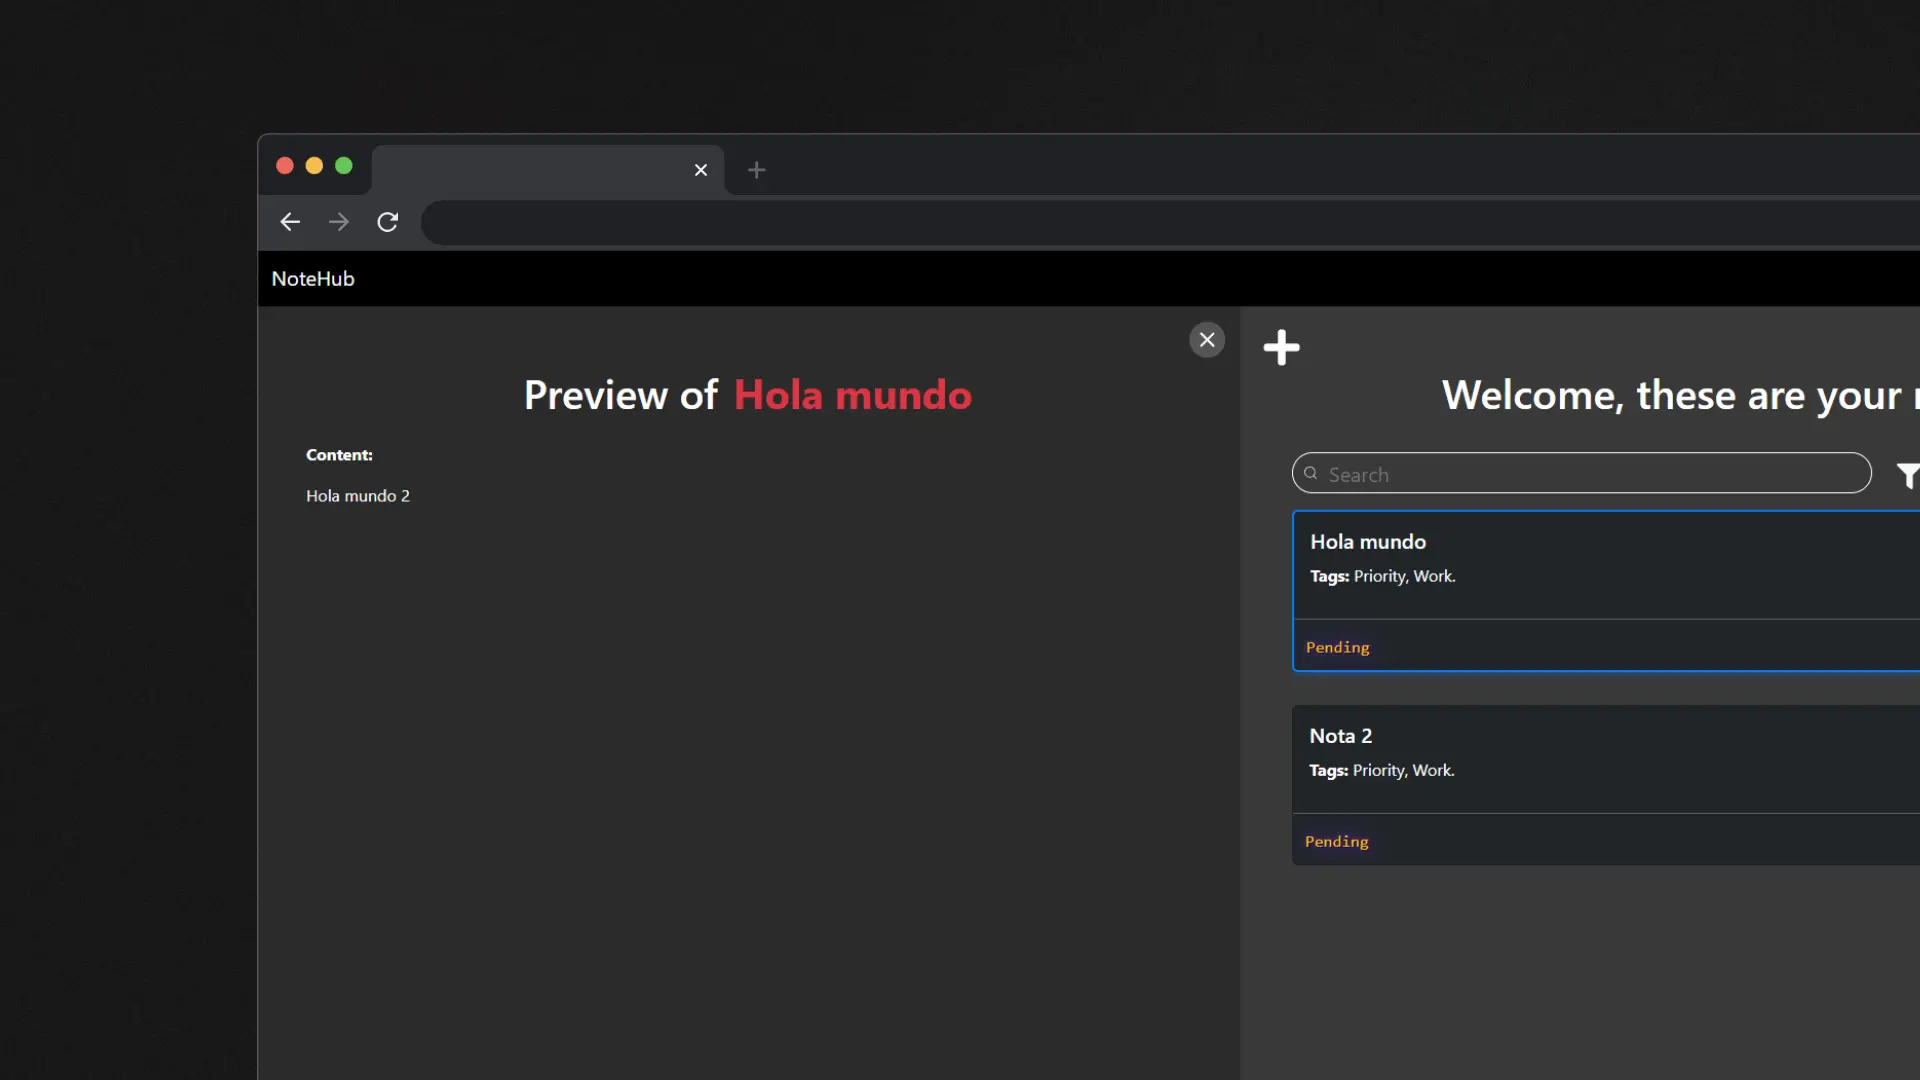 NoteHub
Preview of Hola mundo
Content:
Hola mundo 2
Welcome, these are your
Search
Hola mundo
Tags: Priority, Work.
Pending
Nota 2
Tags: Priority, Work.
Pending